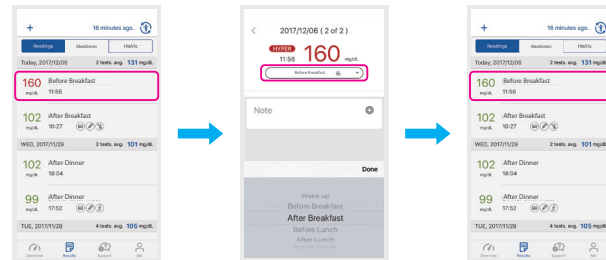 + 16 minutes ago.
Readings Mealtimes HbA1c
Today, 2017/12/06 2 tests. avg. 131 mg/dL
160 Before Breakfast
mg/dL 11:56
102 After Breakfast
mg/dL 10:27
WED, 2017/11/29 2 tests. avg. 101 mg/dL
102 After Dinner
mg/dL 18:04
99 After Dinner
mg/dL 17:52
TUE, 2017/11/28 4 tests. avg. 105 mg/dL
Overview Results Support Me
< 2017/12/06 ( 2 of 2 )
HYPER 160
11:56 mg/dL
Before Breakfast
Note
Done
Wake up
Before Breakfast
After Breakfast
Before Lunch
After Lunch
+ 16 minutes ago.
Readings Mealtimes HbA1c
Today, 2017/12/06 2 tests. avg. 131 mg/dL
160 Before Breakfast
mg/dL 11:56
102 After Breakfast
mg/dL 10:27
WED, 2017/11/29 2 tests. avg. 101 mg/dL
102 After Dinner
mg/dL 18:04
99 After Dinner
mg/dL 17:52
TUE, 2017/11/28 4 tests. avg. 105 mg/dL
Overview Results Support Me